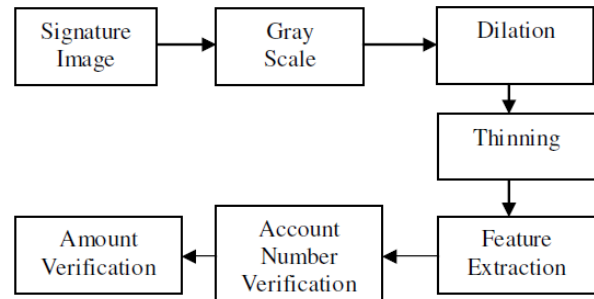 Signature
Image
Gray
Scale
Dilation
Thinning
Feature
Extraction
Account
Number
Verification
Amount
Verification